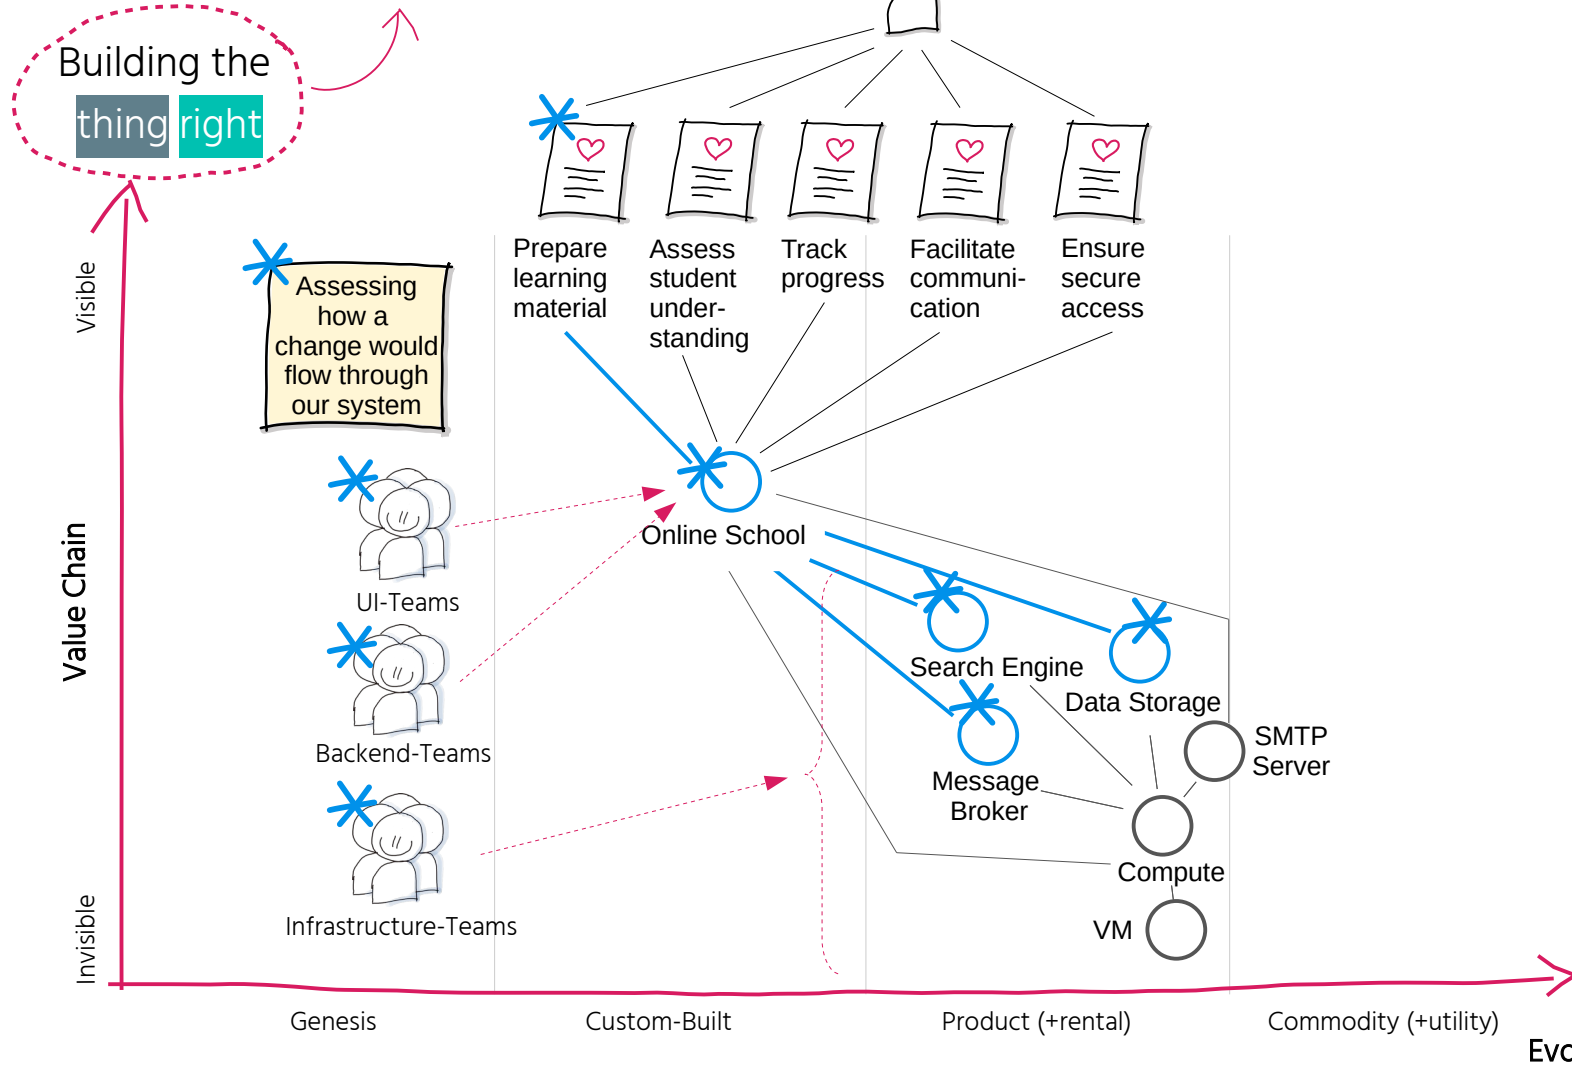 Building the
thing right
Prepare
learning
material
Assess
student
under-
standing
Track
progress
Facilitate
communi-
cation
Ensure
secure
access
Visible
Assessing
how a
change would
flow through
our system
Value Chain
Online School
UI-Teams
Search Engine
Data Storage
SMTP
Server
Backend-Teams
Message
Broker
Compute
Infrastructure-Teams
VM
Invisible
Genesis
Custom-Built
Product (+rental)
Commodity (+utility)